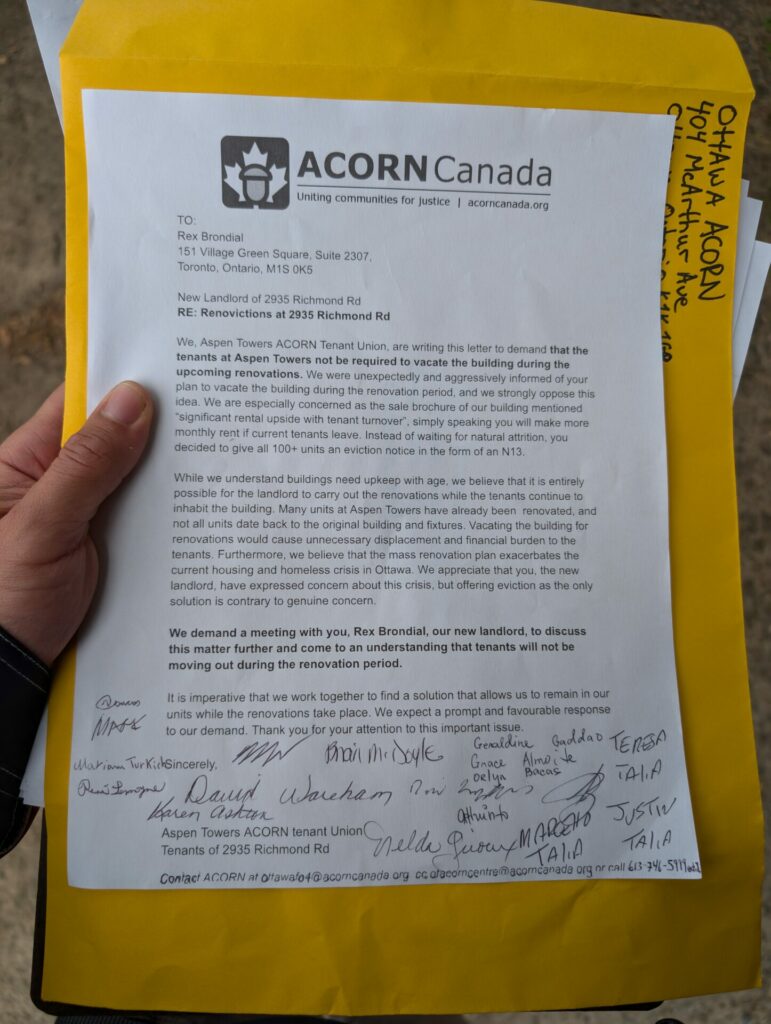 OttAWA ACORN
404 McArthur Ave
ACORN Canada
Uniting communities for justice | acorncanada.org
TO:
Rex Brondial
151 Village Green Square, Suite 2307,
Toronto, Ontario, M1S 0K5
New Landlord of 2935 Richmond Rd
RE: Renovictions at 2935 Richmond Rd
We, Aspen Towers ACORN Tenant Union, are writing this letter to demand that the
tenants at Aspen Towers not be required to vacate the building during the
upcoming renovations. We were unexpectedly and aggressively informed of your
plan to vacate the building during the renovation period, and we strongly oppose this
idea. We are especially concerned as the sale brochure of our building mentioned
“significant rental upside with tenant turnover”, simply speaking you will make more
monthly rent if current tenants leave. Instead of waiting for natural attrition, you
decided to give all 100+ units an eviction notice in the form of an N13.
While we understand buildings need upkeep with age, we believe that it is entirely
possible for the landlord to carry out the renovations while the tenants continue to
inhabit the building. Many units at Aspen Towers have already been renovated, and
not all units date back to the original building and fixtures. Vacating the building for
renovations would cause unnecessary displacement and financial burden to the
tenants. Furthermore, we believe that the mass renovation plan exacerbates the
current housing and homeless crisis in Ottawa. We appreciate that you, the new
landlord, have expressed concern about this crisis, but offering eviction as the only
solution is contrary to genuine concern.
We demand a meeting with you, Rex Brondial, our new landlord, to discuss
this matter further and come to an understanding that tenants will not be
moving out during the renovation period.
It is imperative that we work together to find a solution that allows us to remain in our
units while the renovations take place. We expect a prompt and favourable response
to our demand. Thank you for your attention to this important issue.
Sincerely,
Brian McDoyle
Geraldine Gaddao
TERESA
TALIA
Grace Almoite
Orlyn Bacas
David Wareham
Karen
JUSTIN
TALIA
MARCELLO
TALIA
Aspen Towers ACORN tenant Union
Tenants of 2935 Richmond Rd
Contact ACORN at ottawafo4@acorncanada.org cc ofacorncentre@acorncanada.org or call 613-746-5999